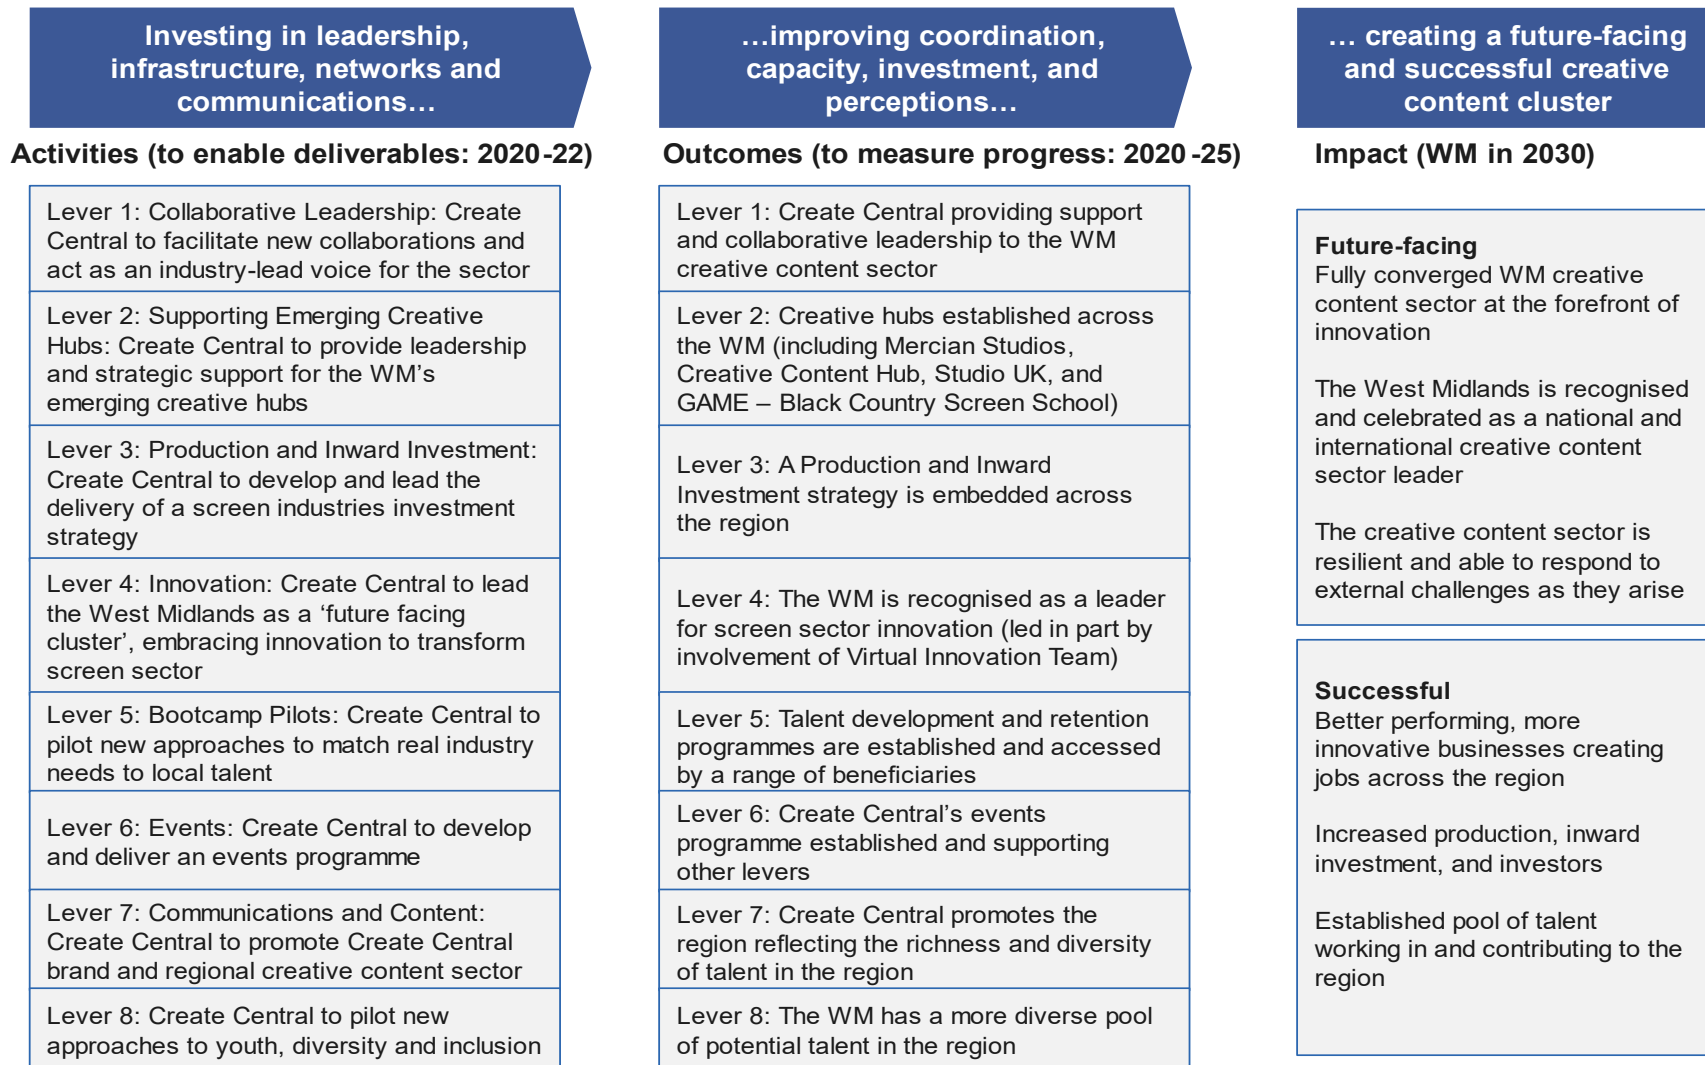 Investing in leadership,
infrastructure, networks and
communications…
Activities (to enable deliverables: 2020-22)
Lever 1: Collaborative Leadership: Create
Central to facilitate new collaborations and
act as an industry-lead voice for the sector
Lever 2: Supporting Emerging Creative
Hubs: Create Central to provide leadership
and strategic support for the WM’s
emerging creative hubs
Lever 3: Production and Inward Investment:
Create Central to develop and lead the
delivery of a screen industries investment
strategy
Lever 4: Innovation: Create Central to lead
the West Midlands as a ‘future facing
cluster’, embracing innovation to transform
screen sector
Lever 5: Bootcamp Pilots: Create Central to
pilot new approaches to match real industry
needs to local talent
Lever 6: Events: Create Central to develop
and deliver an events programme
Lever 7: Communications and Content:
Create Central to promote Create Central
brand and regional creative content sector
Lever 8: Create Central to pilot new
approaches to youth, diversity and inclusion
…improving coordination,
capacity, investment, and
perceptions…
Outcomes (to measure progress: 2020-25)
Lever 1: Create Central providing support
and collaborative leadership to the WM
creative content sector
Lever 2: Creative hubs established across
the WM (including Mercian Studios,
Creative Content Hub, Studio UK, and
GAME – Black Country Screen School)
Lever 3: A Production and Inward
Investment strategy is embedded across
the region
Lever 4: The WM is recognised as a leader
for screen sector innovation (led in part by
involvement of Virtual Innovation Team)
Lever 5: Talent development and retention
programmes are established and accessed
by a range of beneficiaries
Lever 6: Create Central’s events
programme established and supporting
other levers
Lever 7: Create Central promotes the
region reflecting the richness and diversity
of talent in the region
Lever 8: The WM has a more diverse pool
of potential talent in the region
… creating a future-facing
and successful creative
content cluster
Impact (WM in 2030)
Future-facing
Fully converged WM creative
content sector at the forefront of
innovation
The West Midlands is recognised
and celebrated as a national and
international creative content
sector leader
The creative content sector is
resilient and able to respond to
external challenges as they arise
Successful
Better performing, more
innovative businesses creating
jobs across the region
Increased production, inward
investment, and investors
Established pool of talent
working in and contributing to the
region